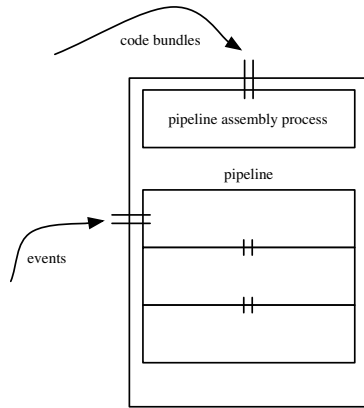 code bundles
pipeline assembly process
pipeline
events